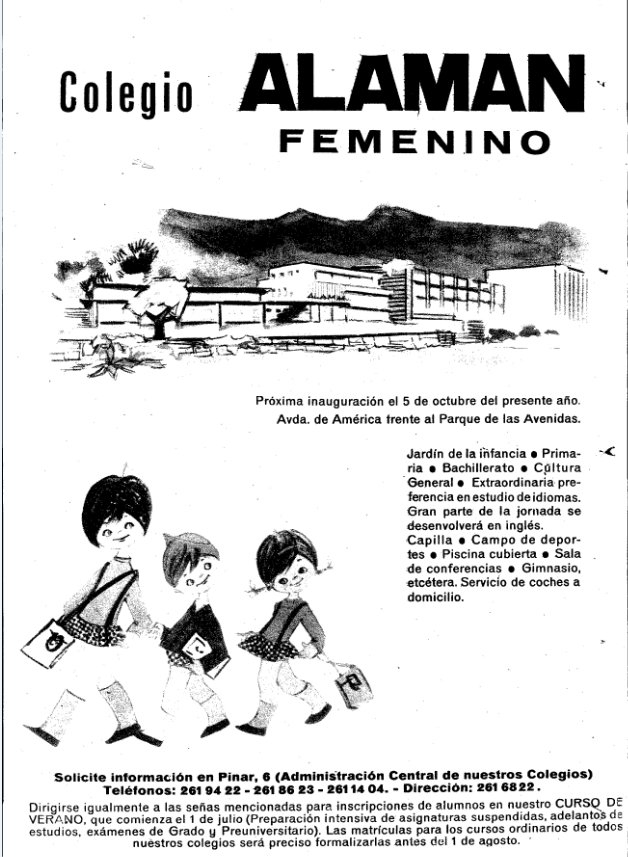 Colegio ALAMAN
FEMENINO
ALAMAN
Próxima inauguración el 5 de octubre del presente año.
Avda. de América frente al Parque de las Avenidas.
Jardín de la infancia ● Prima-
ria ● Bachillerato ● Cultura
General ● Extraordinaria pre-
ferencia en estudio de idiomas.
Gran parte de la jornada se
desenvolverá en inglés.
Capilla ● Campo de depor-
tes ● Piscina cubierta ● Sala
de conferencias ● Gimnasio,
etcétera. Servicio de coches a
domicilio.
Solicite información en Pinar, 6 (Administración Central de nuestros Colegios)
Teléfonos: 261 94 22 - 261 86 23 - 261 14 04. - Dirección: 261 68 22.
Dirigirse igualmente a las señas mencionadas para inscripciones de alumnos en nuestro CURSO DE
VERANO, que comienza el 1 de julio (Preparación intensiva de asignaturas suspendidas, adelantos de
estudios, exámenes de Grado y Preuniversitario). Las matrículas para los cursos ordinarios de todos
nuestros colegios será preciso formalizarlas antes del 1 de agosto.